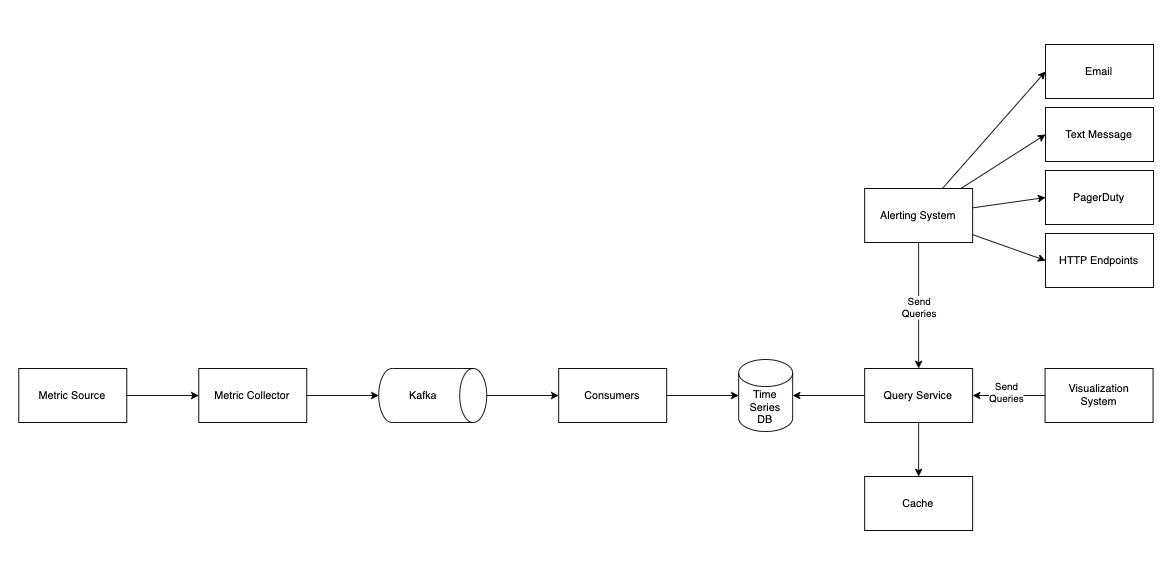 Email
Text Message
PagerDuty
HTTP Endpoints
Alerting System
Send
Queries
Metric Source
Metric Collector
Kafka
Consumers
Time
Series
DB
Query Service
Send
Queries
Visualization
System
Cache